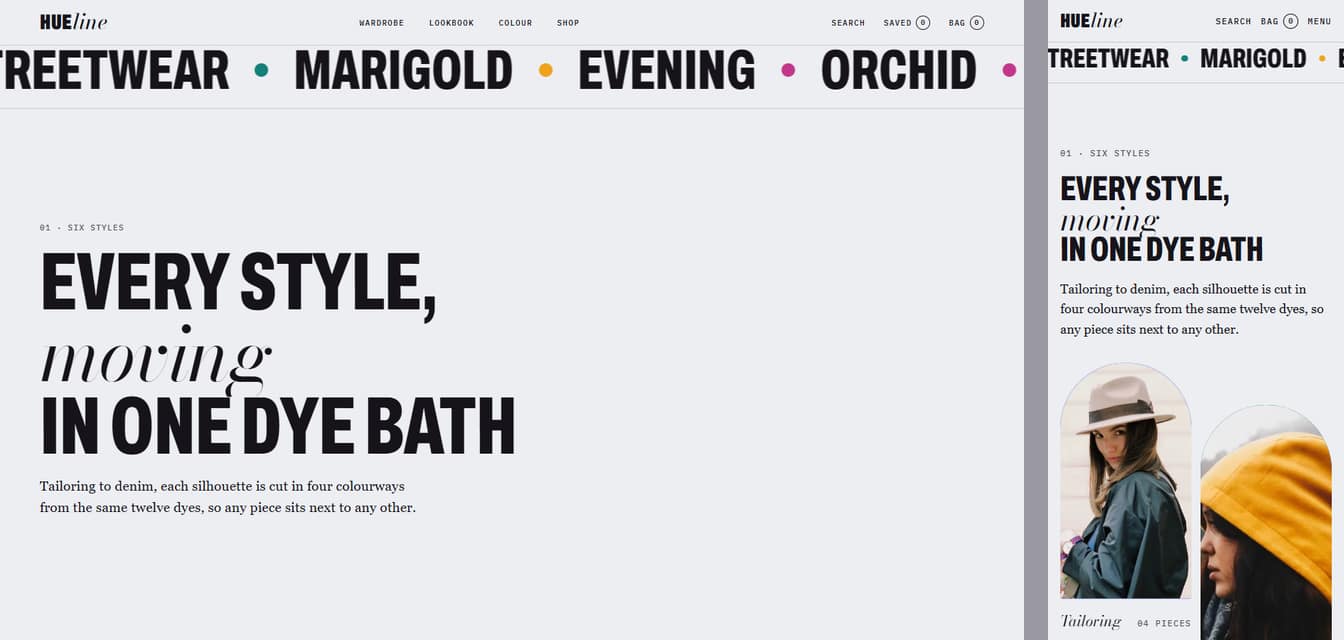 HUEline
WARDROBE LOOKBOOK COLOUR SHOP
SEARCH SAVED 0 BAG 0
TREETWEAR • MARIGOLD • EVENING • ORCHID •
01 · SIX STYLES
EVERY STYLE,
moving
IN ONE DYE BATH
Tailoring to denim, each silhouette is cut in four colourways
from the same twelve dyes, so any piece sits next to any other.
HUEline
SEARCH BAG 0 MENU
TREETWEAR • MARIGOLD •
01 · SIX STYLES
EVERY STYLE,
moving
IN ONE DYE BATH
Tailoring to denim, each silhouette is cut in
four colourways from the same twelve dyes, so
any piece sits next to any other.
Tailoring 04 PIECES